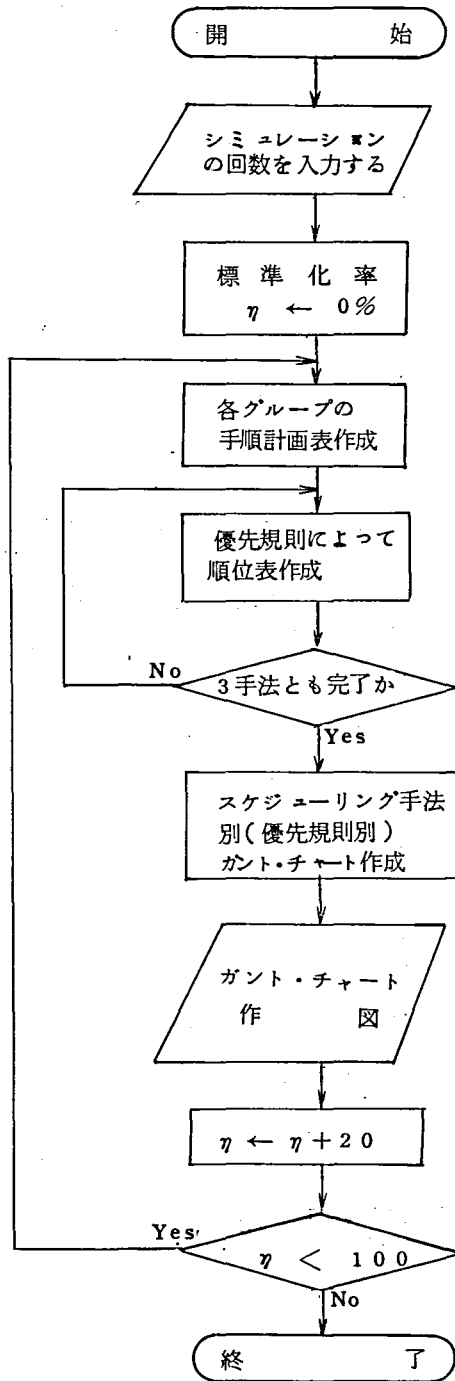 開 始
シミュレーション
の回数を入力する
標 準 化 率
η ← 0%
各グループの
手順計画表作成
優先規則によって
順位表作成
No
3手法とも完了か
Yes
スケジューリング手法
別(優先規則別)
ガント・チャート作成
ガント・チャート
作 図
η ← η+20
Yes
η < 100
No
終 了